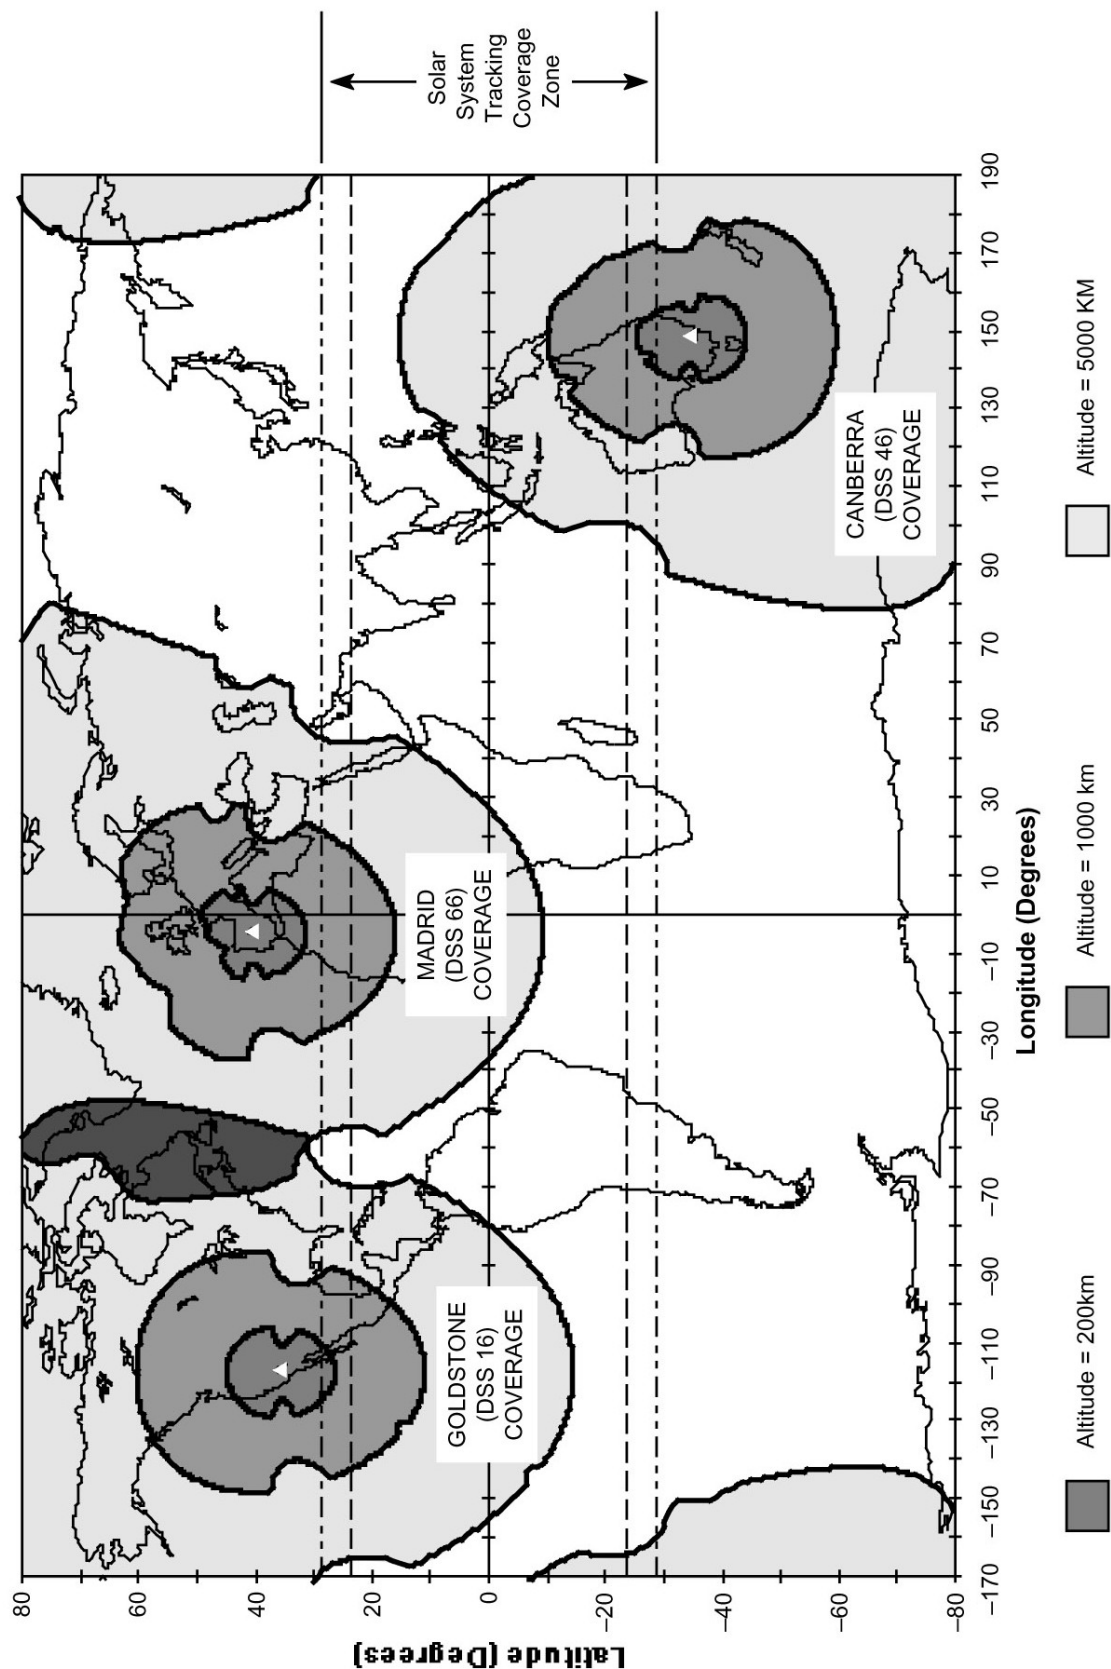 Solar
System
Tracking
Coverage
Zone
80
60
40
20
0
−20
−40
−60
−80
Latitude (Degrees)
GOLDSTONE
(DSS 16)
COVERAGE
MADRID
(DSS 66)
COVERAGE
CANBERRA
(DSS 46)
COVERAGE
−170
−150
−130
−110
−90
−70
−50
−30
−10
10
30
50
70
90
110
130
150
170
190
Longitude (Degrees)
Altitude = 200km
Altitude = 1000 km
Altitude = 5000 KM